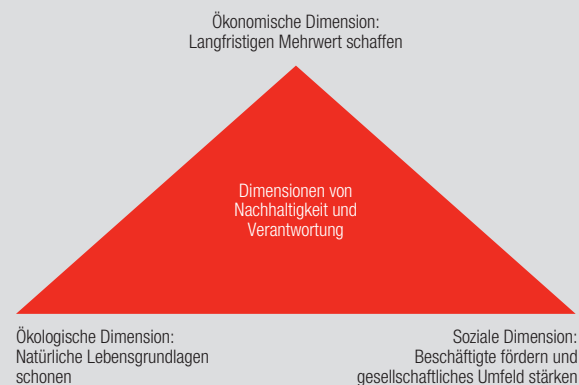 Ökonomische Dimension:
Langfristigen Mehrwert schaffen
Dimensionen von
Nachhaltigkeit und
Verantwortung
Ökologische Dimension:
Natürliche Lebensgrundlagen
schonen
Soziale Dimension:
Beschäftigte fördern und
gesellschaftliches Umfeld stärken